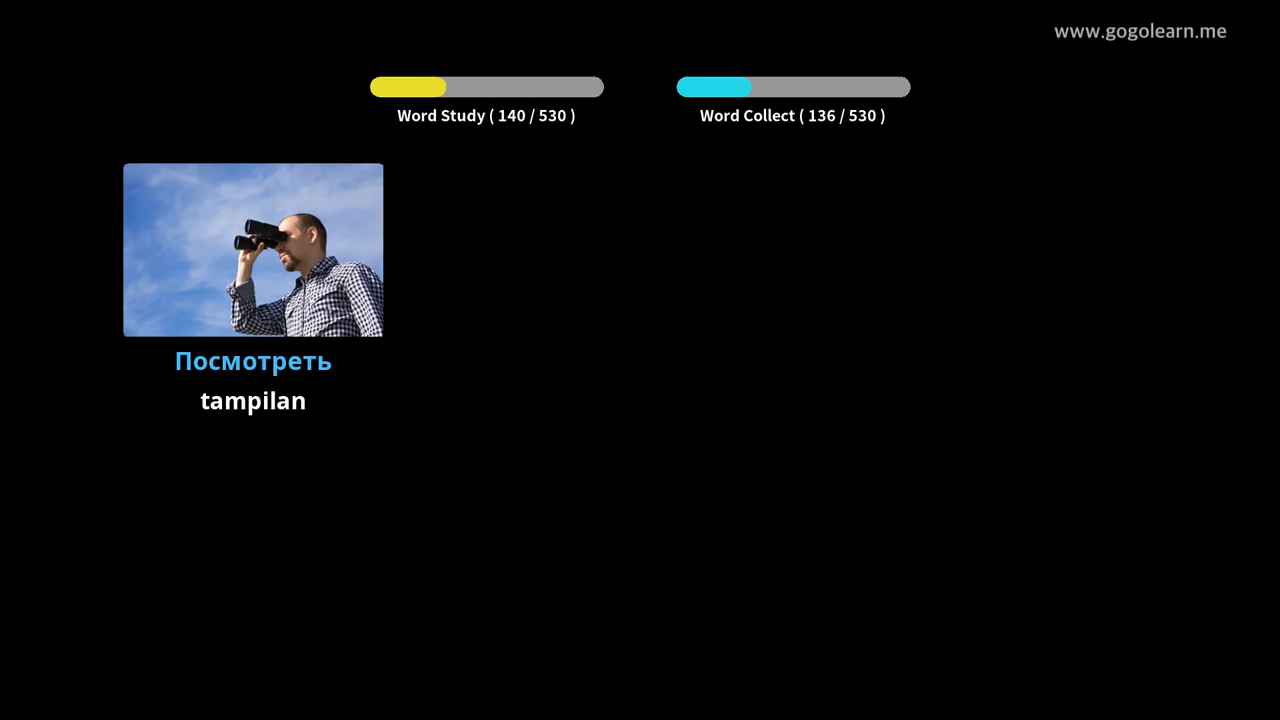 www.gogolearn.me
Word Study ( 140 / 530 )
Word Collect ( 136 / 530 )
Посмотреть
tampilan